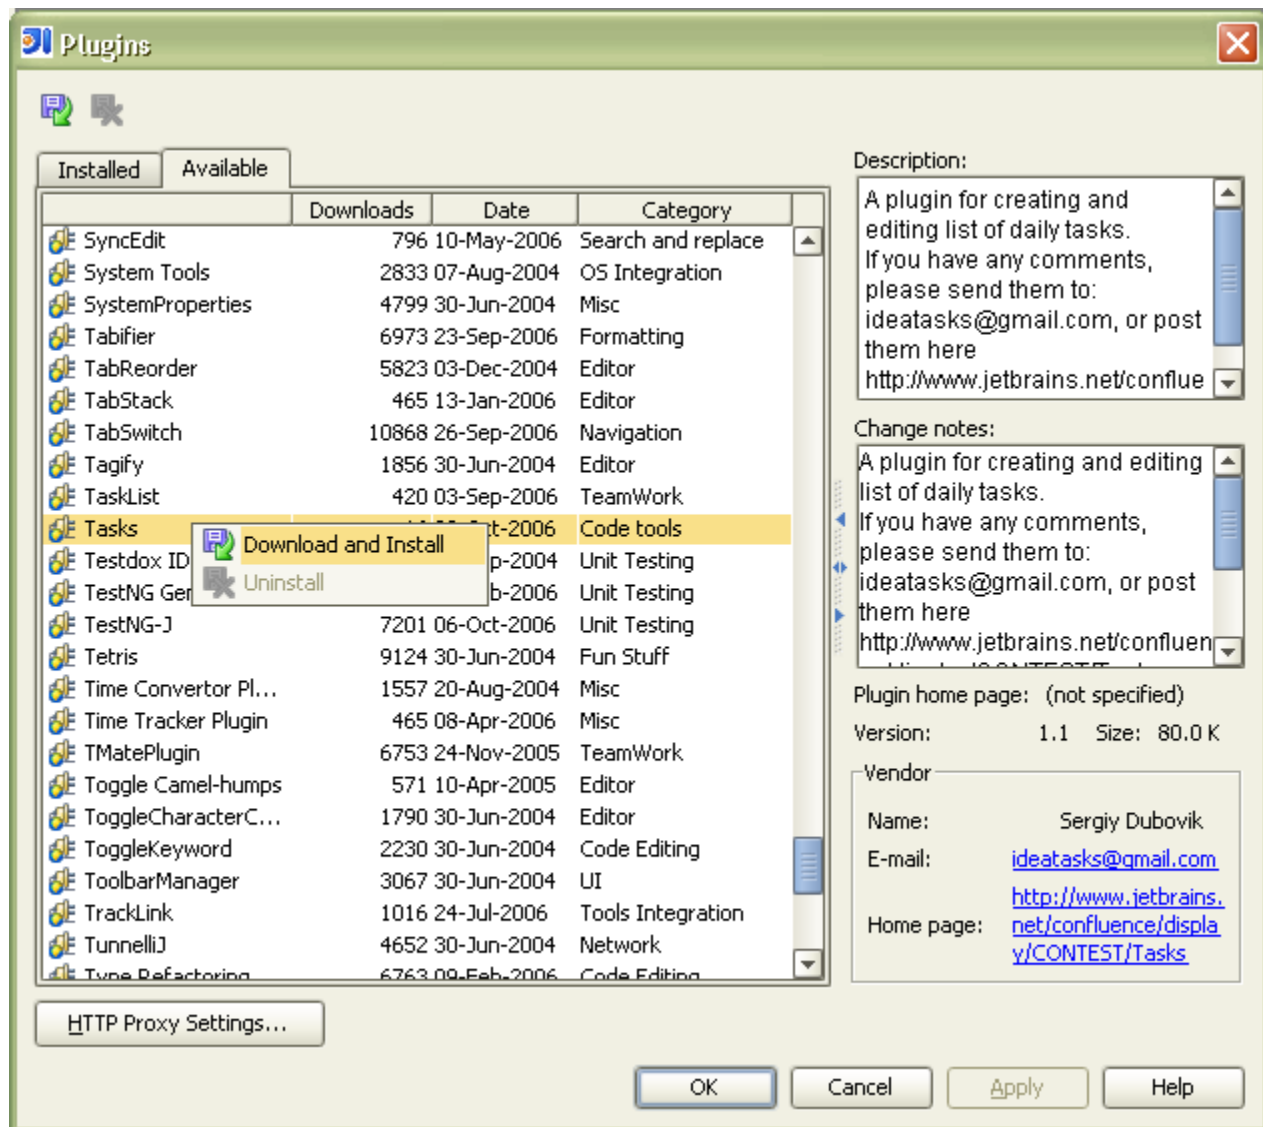 Plugins
Installed Available
Downloads Date Category
SyncEdit 796 10-May-2006 Search and replace
System Tools 2833 07-Aug-2004 OS Integration
SystemProperties 4799 30-Jun-2004 Misc
Tabifier 6973 23-Sep-2006 Formatting
TabReorder 5823 03-Dec-2004 Editor
TabStack 465 13-Jan-2006 Editor
TabSwitch 10868 26-Sep-2006 Navigation
Tagify 1856 30-Jun-2004 Editor
TaskList 420 03-Sep-2006 TeamWork
Tasks ct-2006 Code tools
Download and Install
Uninstall
Testdox ID p-2004 Unit Testing
TestNG Ger b-2006 Unit Testing
TestNG-J 7201 06-Oct-2006 Unit Testing
Tetris 9124 30-Jun-2004 Fun Stuff
Time Convertor Pl... 1557 20-Aug-2004 Misc
Time Tracker Plugin 465 08-Apr-2006 Misc
TMatePlugin 6753 24-Nov-2005 TeamWork
Toggle Camel-humps 571 10-Apr-2005 Editor
ToggleCharacterC... 1790 30-Jun-2004 Editor
ToggleKeyword 2230 30-Jun-2004 Code Editing
ToolbarManager 3067 30-Jun-2004 UI
TrackLink 1016 24-Jul-2006 Tools Integration
TunnelliJ 4652 30-Jun-2004 Network
Type Refactoring 6763 09-Feb-2006 Code Editing
HTTP Proxy Settings...
Description:
A plugin for creating and
editing list of daily tasks.
If you have any comments,
please send them to:
ideatasks@gmail.com, or post
them here
http://www.jetbrains.net/conflue
Change notes:
A plugin for creating and editing
list of daily tasks.
If you have any comments,
please send them to:
ideatasks@gmail.com, or post
them here
http://www.jetbrains.net/confluen
Plugin home page: (not specified)
Version: 1.1 Size: 80.0 K
Vendor
Name: Sergiy Dubovik
E-mail: ideatasks@gmail.com
Home page: http://www.jetbrains.
net/confluence/displa
y/CONTEST/Tasks
OK Cancel Apply Help